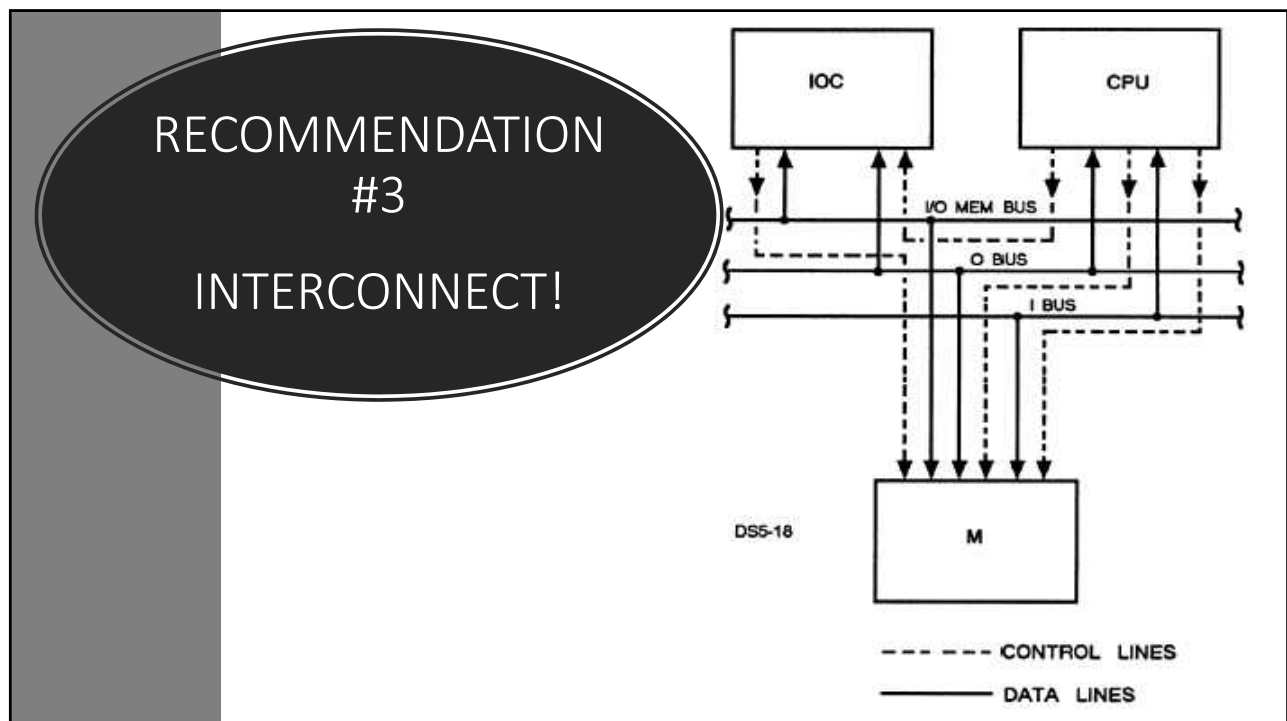 RECOMMENDATION
#3
INTERCONNECT!
IOC
CPU
I/O MEM BUS
O BUS
I BUS
DS5-18
M
CONTROL LINES
DATA LINES